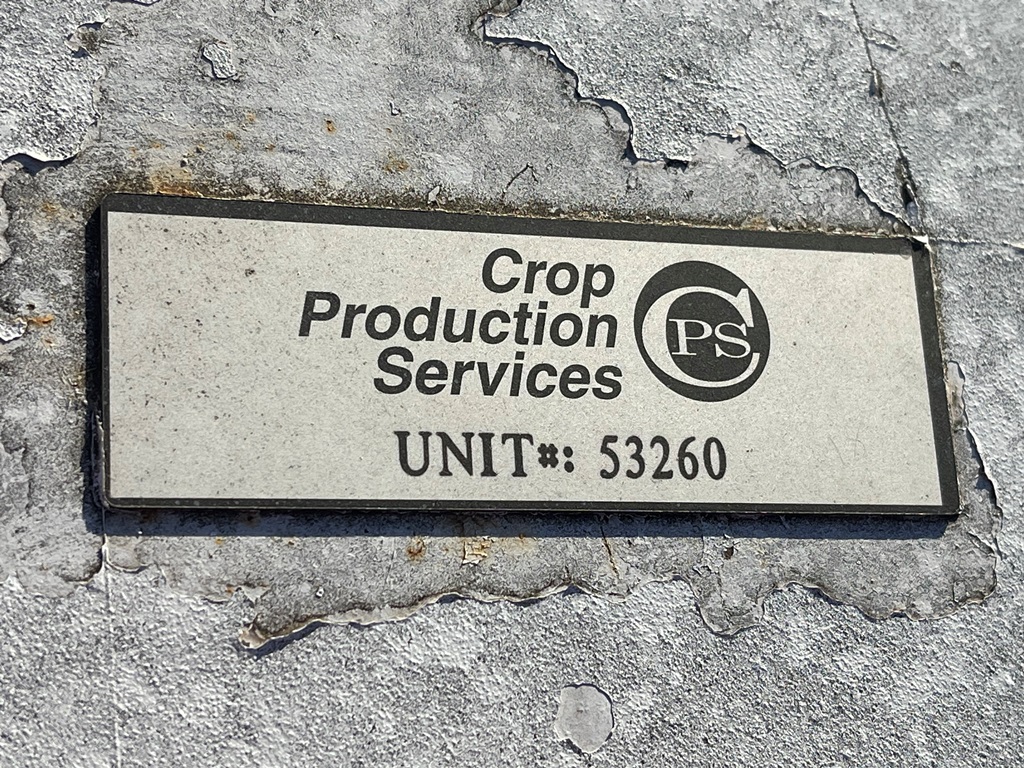 Crop
Production
Services
CPS
UNIT#: 53260